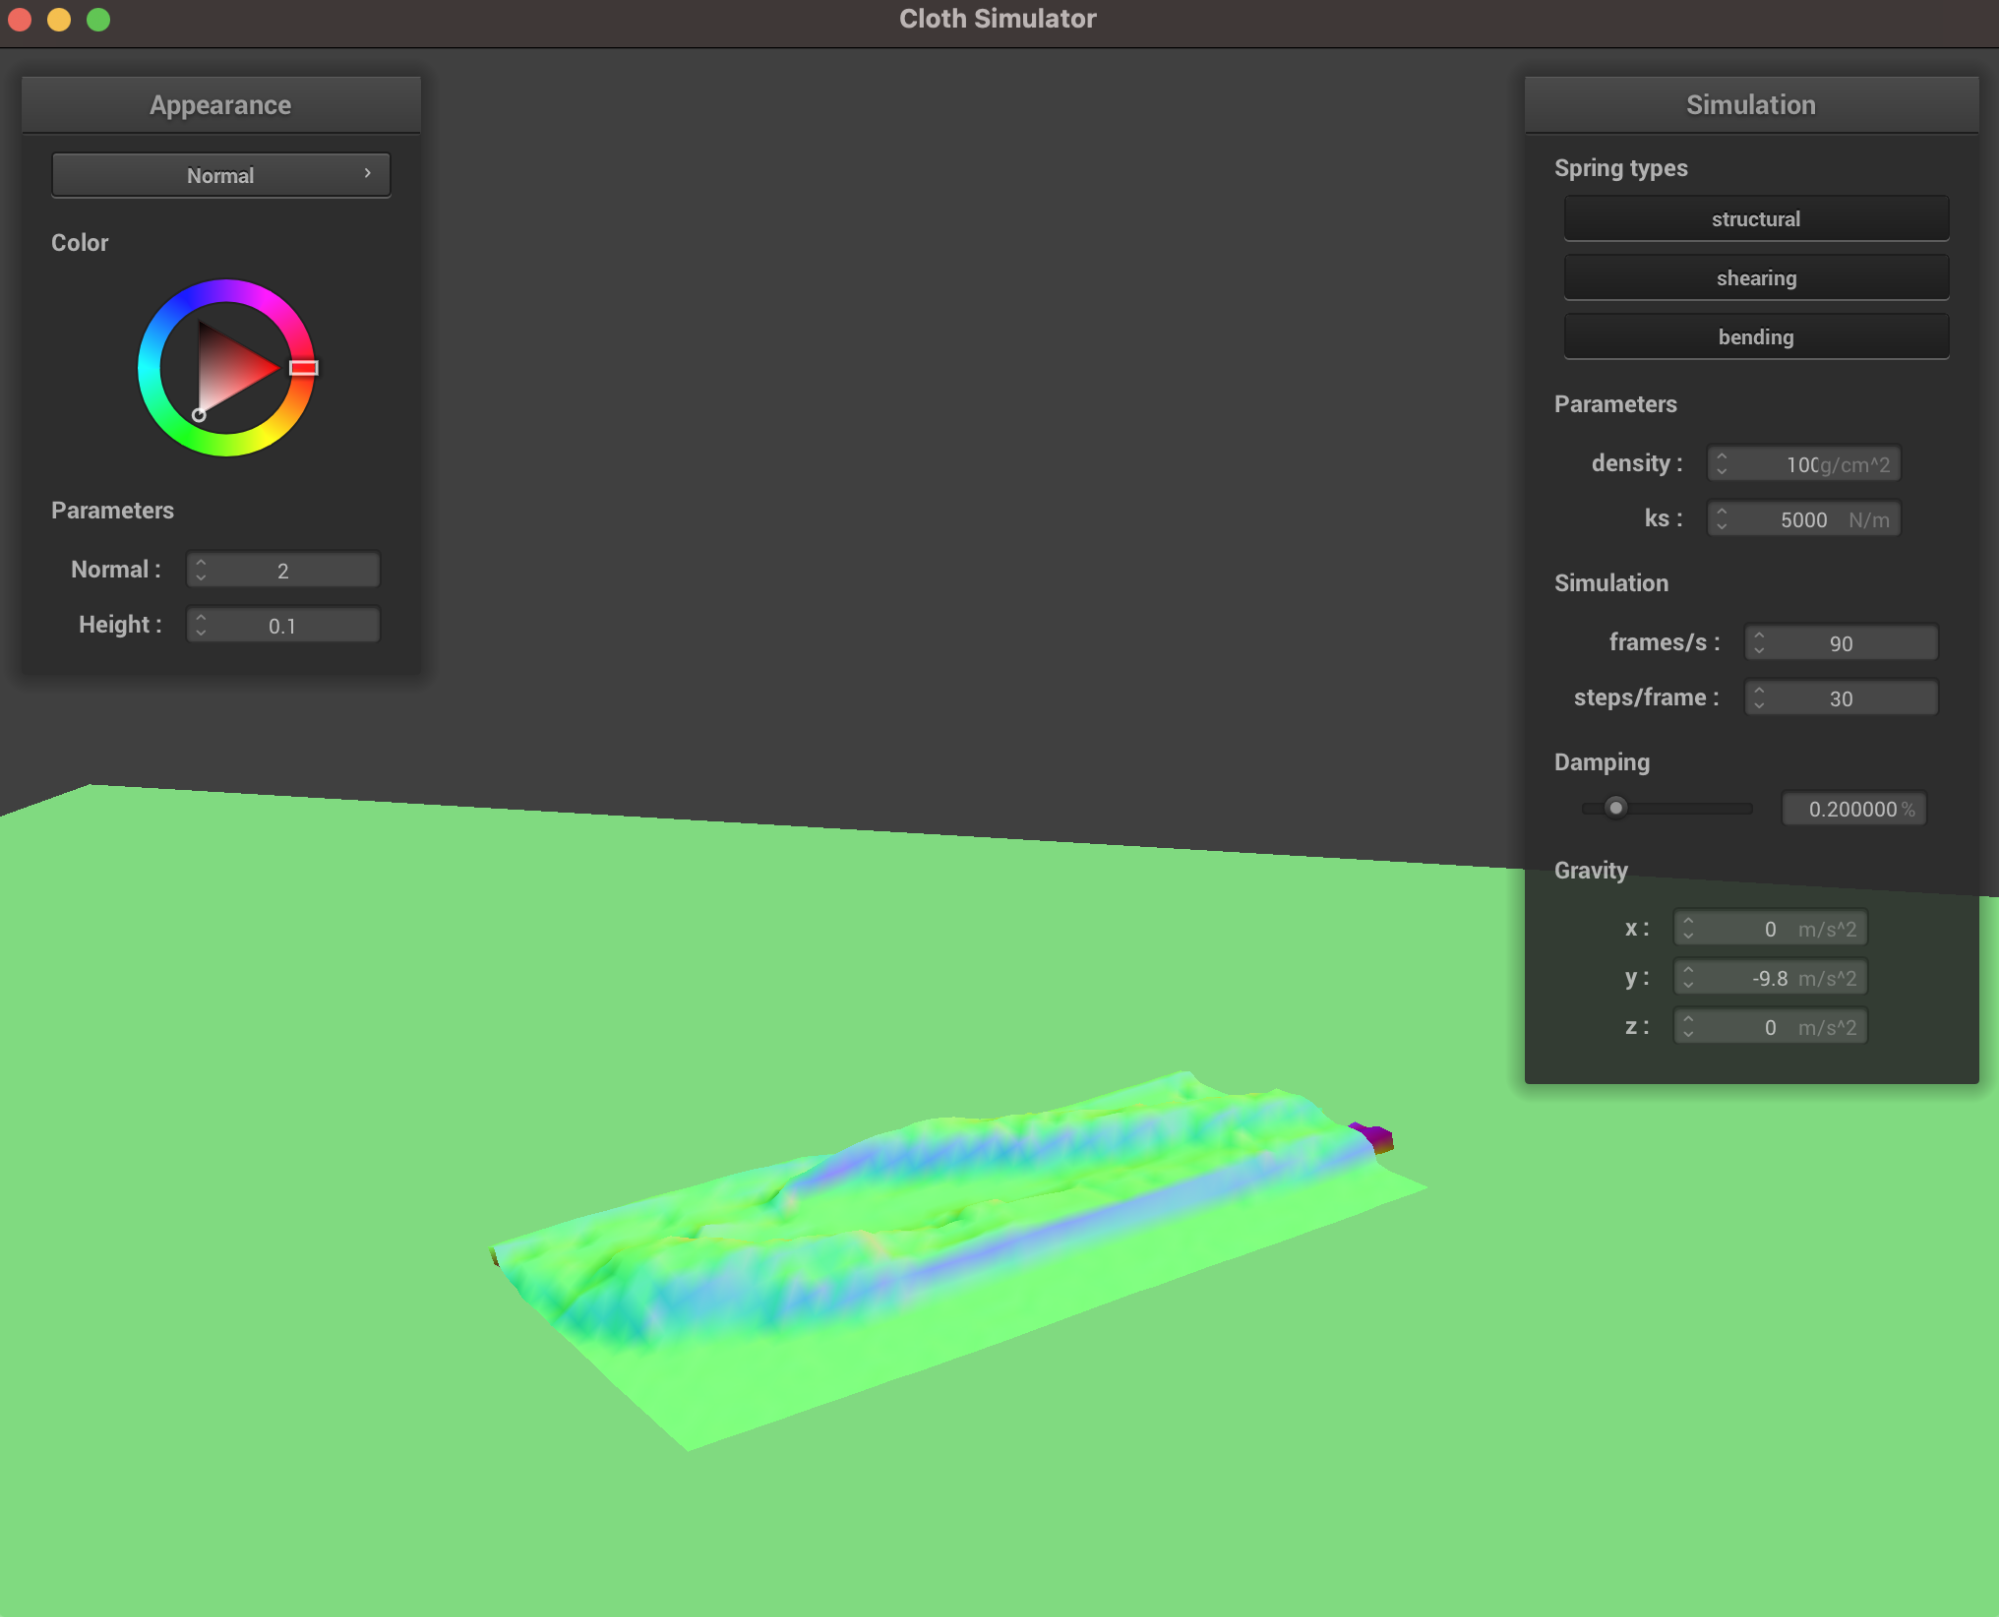 Cloth Simulator
Appearance
Normal
Color
Parameters
Normal : 2
Height : 0.1
Simulation
Spring types
structural
shearing
bending
Parameters
density : 100 g/cm^2
ks : 5000 N/m
Simulation
frames/s : 90
steps/frame : 30
Damping
0.200000 %
Gravity
x : 0 m/s^2
y : -9.8 m/s^2
z : 0 m/s^2